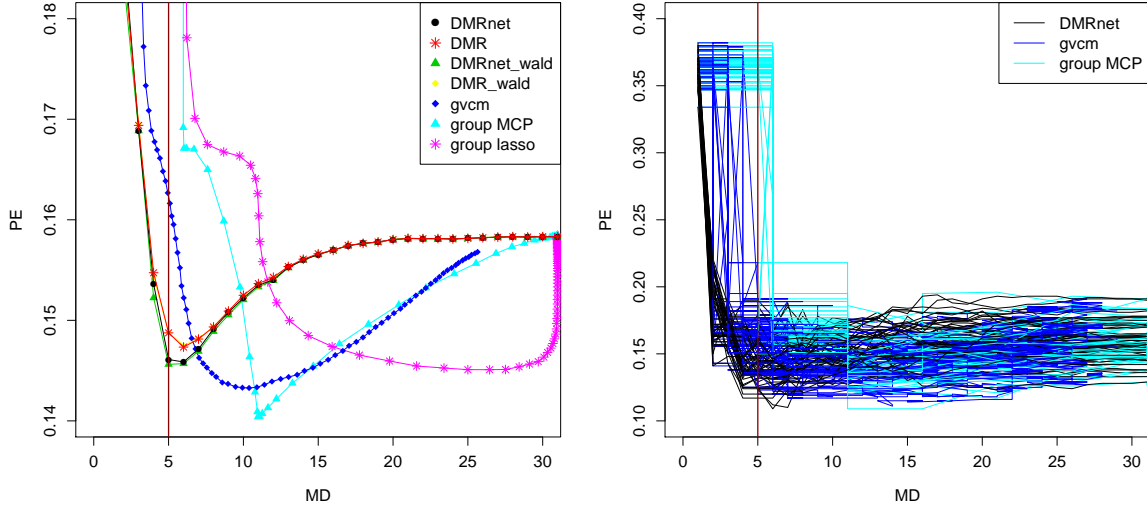 0.18
0.17
0.16
0.15
0.14
PE
0 5 10 15 20 25 30
MD
DMRnet
DMR
DMRnet_wald
DMR_wald
gvcm
group MCP
group lasso
0.40
0.35
0.30
0.25
0.20
0.15
0.10
PE
0 5 10 15 20 25 30
MD
DMRnet
gvcm
group MCP